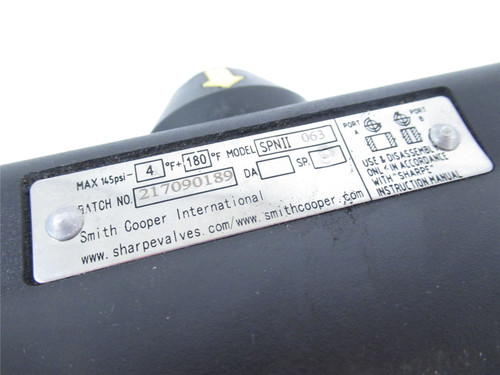 MAX 145psi- 4 °F+ 180 °F MODEL SPNII 063
BATCH NO. 217090189 DA SR
Smith Cooper International
www.sharpevalves.com/www.smithcooper.com
PORT A PORT B
USE & DISASSEMBL
ONLY IN ACCORDANCE
WITH "SHARPE"
INSTRUCTION MANUAL